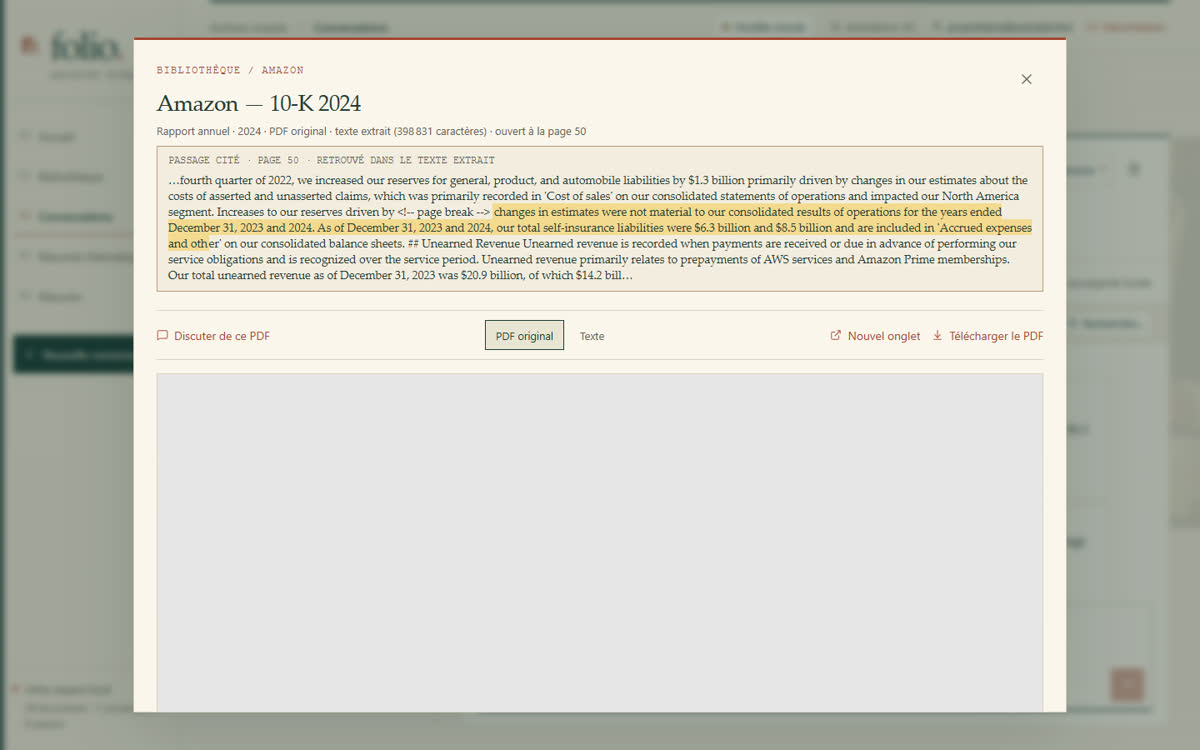 folio.
BIBLIOTHÈQUE / AMAZON
Amazon — 10-K 2024
Rapport annuel · 2024 · PDF original · texte extrait (398 831 caractères) · ouvert à la page 50
PASSAGE CITÉ · PAGE 50 · RETROUVÉ DANS LE TEXTE EXTRAIT
…fourth quarter of 2022, we increased our reserves for general, product, and automobile liabilities by $1.3 billion primarily driven by changes in our estimates about the
costs of asserted and unasserted claims, which was primarily recorded in 'Cost of sales' on our consolidated statements of operations and impacted our North America
segment. Increases to our reserves driven by <!-- page break --> changes in estimates were not material to our consolidated results of operations for the years ended
December 31, 2023 and 2024. As of December 31, 2023 and 2024, our total self-insurance liabilities were $6.3 billion and $8.5 billion and are included in 'Accrued expenses
and other' on our consolidated balance sheets. ## Unearned Revenue Unearned revenue is recorded when payments are received or due in advance of performing our
service obligations and is recognized over the service period. Unearned revenue primarily relates to prepayments of AWS services and Amazon Prime memberships.
Our total unearned revenue as of December 31, 2023 was $20.9 billion, of which $14.2 bill…
Discuter de ce PDF
PDF original
Texte
Nouvel onglet
Télécharger le PDF